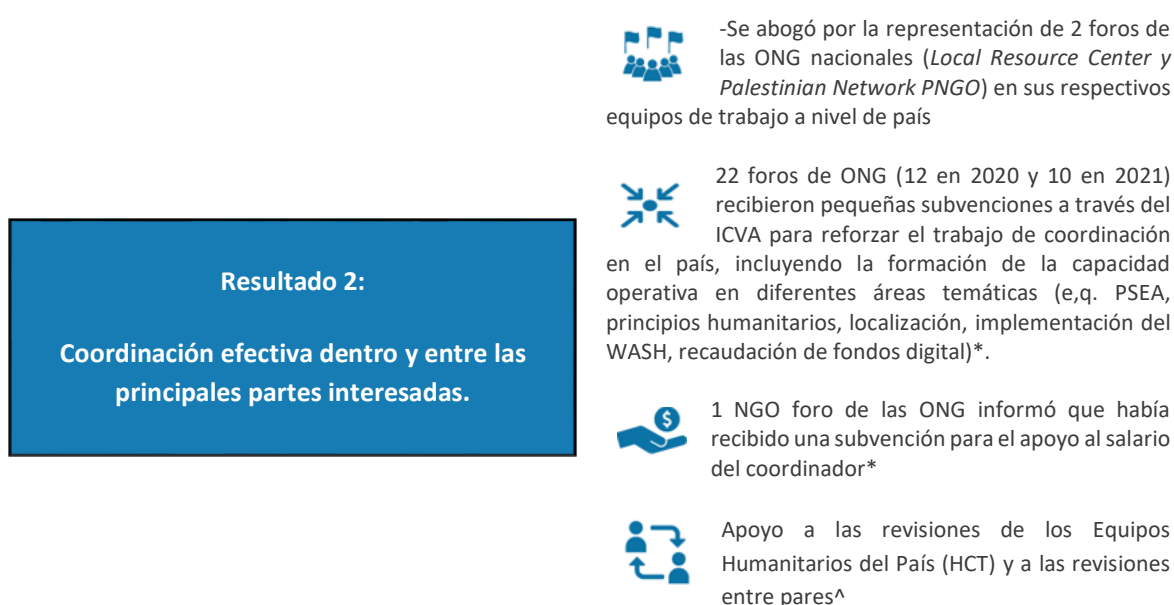 Resultado 2:
Coordinación efectiva dentro y entre las
principales partes interesadas.
-Se abogó por la representación de 2 foros de
las ONG nacionales (Local Resource Center y
Palestinian Network PNGO) en sus respectivos
equipos de trabajo a nivel de país
22 foros de ONG (12 en 2020 y 10 en 2021)
recibieron pequeñas subvenciones a través del
ICVA para reforzar el trabajo de coordinación
en el país, incluyendo la formación de la capacidad
operativa en diferentes áreas temáticas (e,q. PSEA,
principios humanitarios, localización, implementación del
WASH, recaudación de fondos digital)*.
1 NGO foro de las ONG informó que había
recibido una subvención para el apoyo al salario
del coordinador*
Apoyo a las revisiones de los Equipos
Humanitarios del País (HCT) y a las revisiones
entre pares^